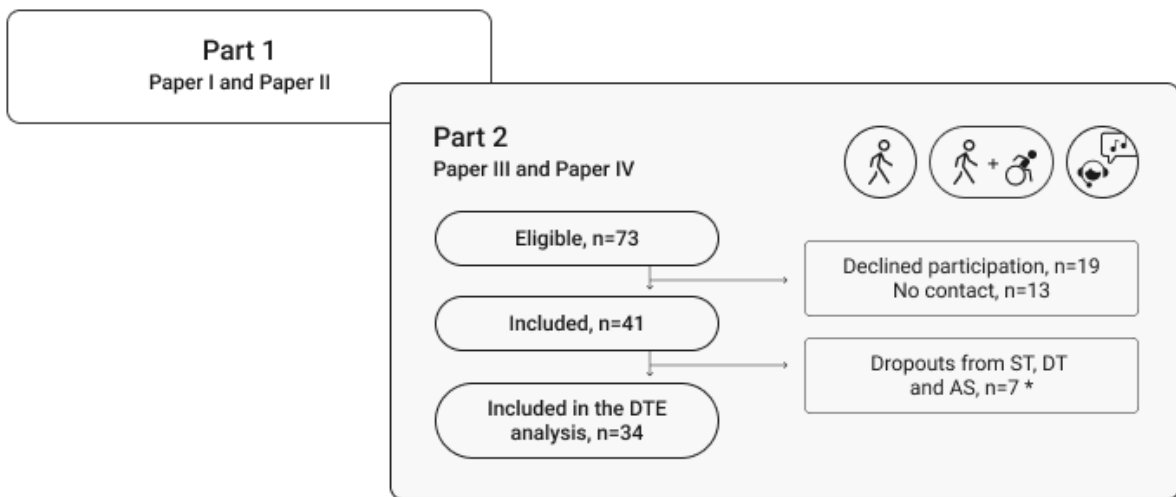 Part 1
Paper I and Paper II
Part 2
Paper III and Paper IV
+
Eligible, n=73
Declined participation, n=19
No contact, n=13
Included, n=41
Dropouts from ST, DT
and AS, n=7 *
Included in the DTE
analysis, n=34